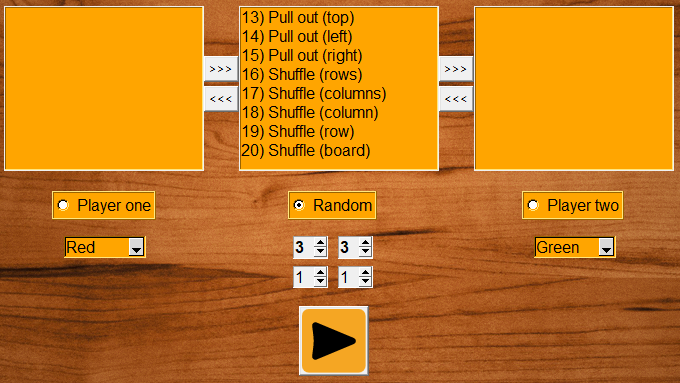 13) Pull out (top)
14) Pull out (left)
15) Pull out (right)
16) Shuffle (rows)
17) Shuffle (columns)
18) Shuffle (column)
19) Shuffle (row)
20) Shuffle (board)
>>> >>>
<<< <<<
Player one Random Player two
Red 3 3 Green
1 1